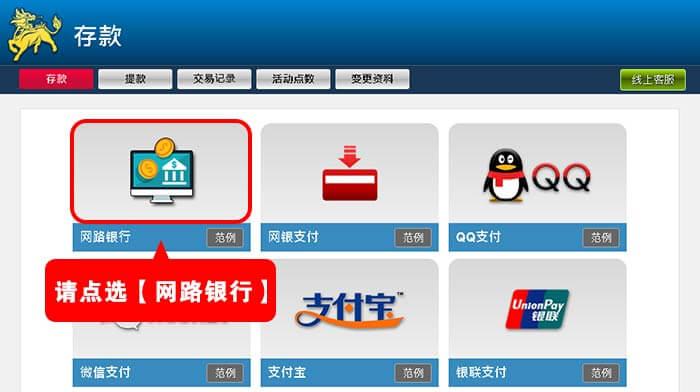 存款
存款 提款 交易记录 活动点数 变更资料 线上客服
QQ
网路银行 范例 网银支付 范例 QQ支付 范例
请点选【网路银行】
支付宝™
UnionPay
银联
微信支付 范例 支付宝 范例 银联支付 范例